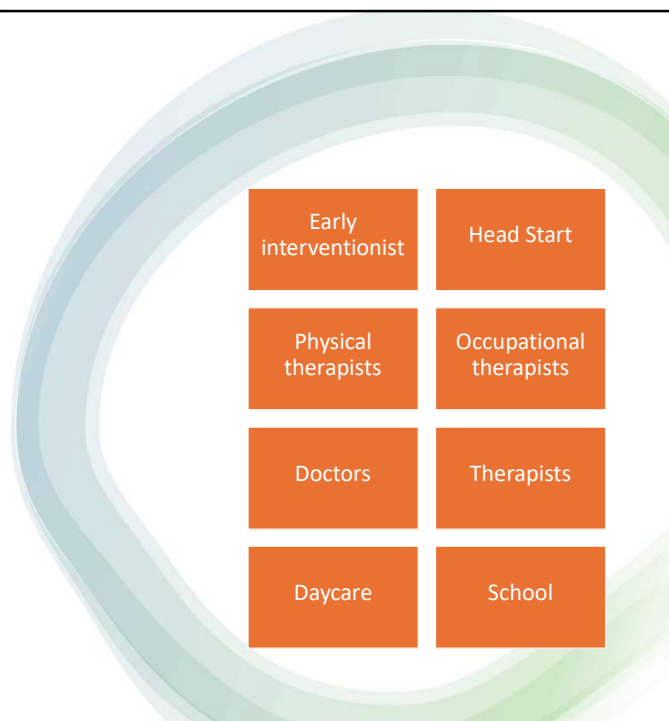 Early
interventionist
Head Start
Physical
therapists
Occupational
therapists
Doctors
Therapists
Daycare
School